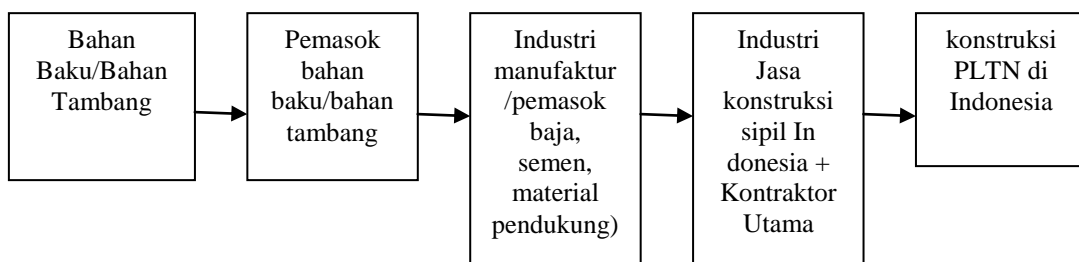 Bahan
Baku/Bahan
Tambang
Pemasok
bahan
baku/bahan
tambang
Industri
manufaktur
/pemasok
baja,
semen,
material
pendukung)
Industri
Jasa
konstruksi
sipil In
donesia +
Kontraktor
Utama
konstruksi
PLTN di
Indonesia